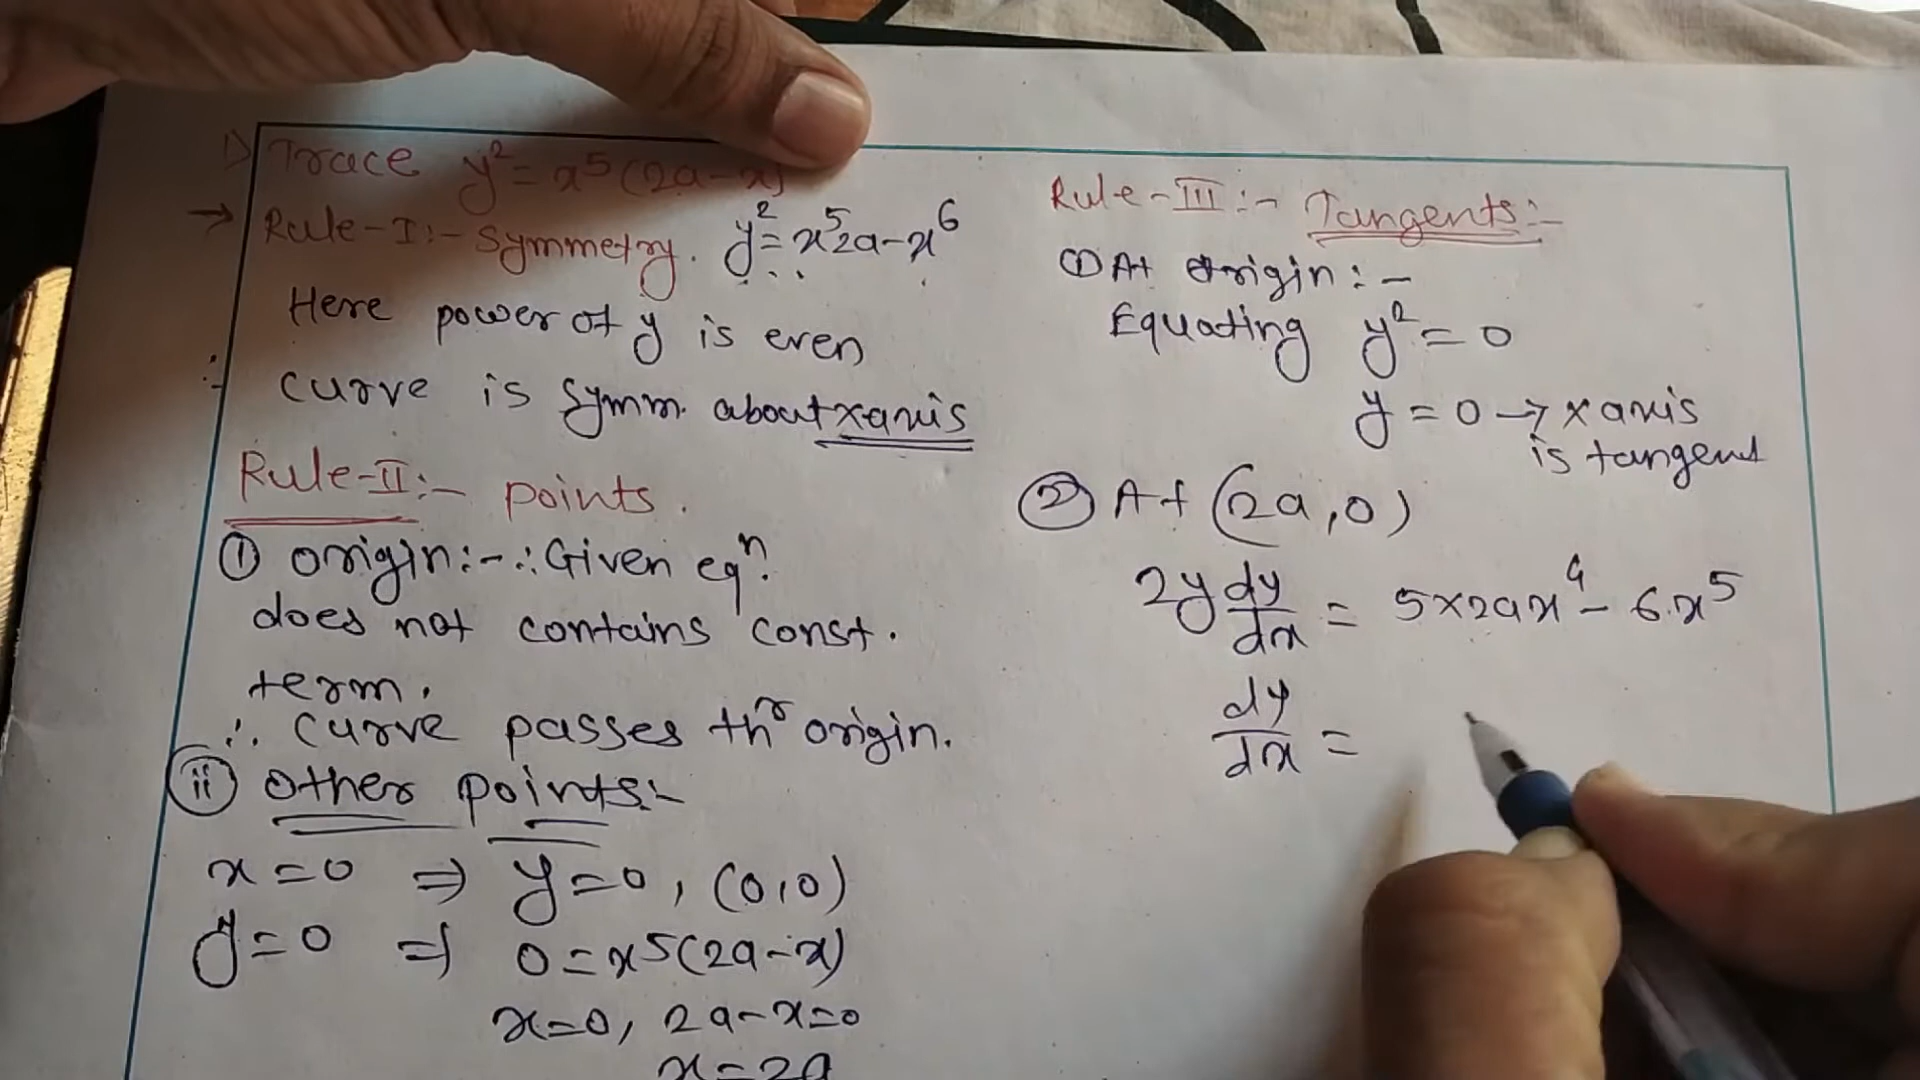 1) Trace y² = x⁵(2a-x)
→ Rule-I:- Symmetry. y² = x⁵2a-x⁶
Here power of y is even
∴ curve is symm. about x axis
Rule-II:- points.
① origin:- ∵ Given eqⁿ.
does not contains const.
term.
∴ curve passes thʳ origin.
ii Other points:-
x=0 ⇒ y=0, (0,0)
y=0 ⇒ 0=x⁵(2a-x)
x=0, 2a-x=0
x=2a
Rule-III:- Tangents:-
① At origin:-
Equating y²=0
y=0 → x axis
is tangent
② At (2a,0)
2y dy/dx = 5×2ax⁴ - 6.x⁵
dy/dx =